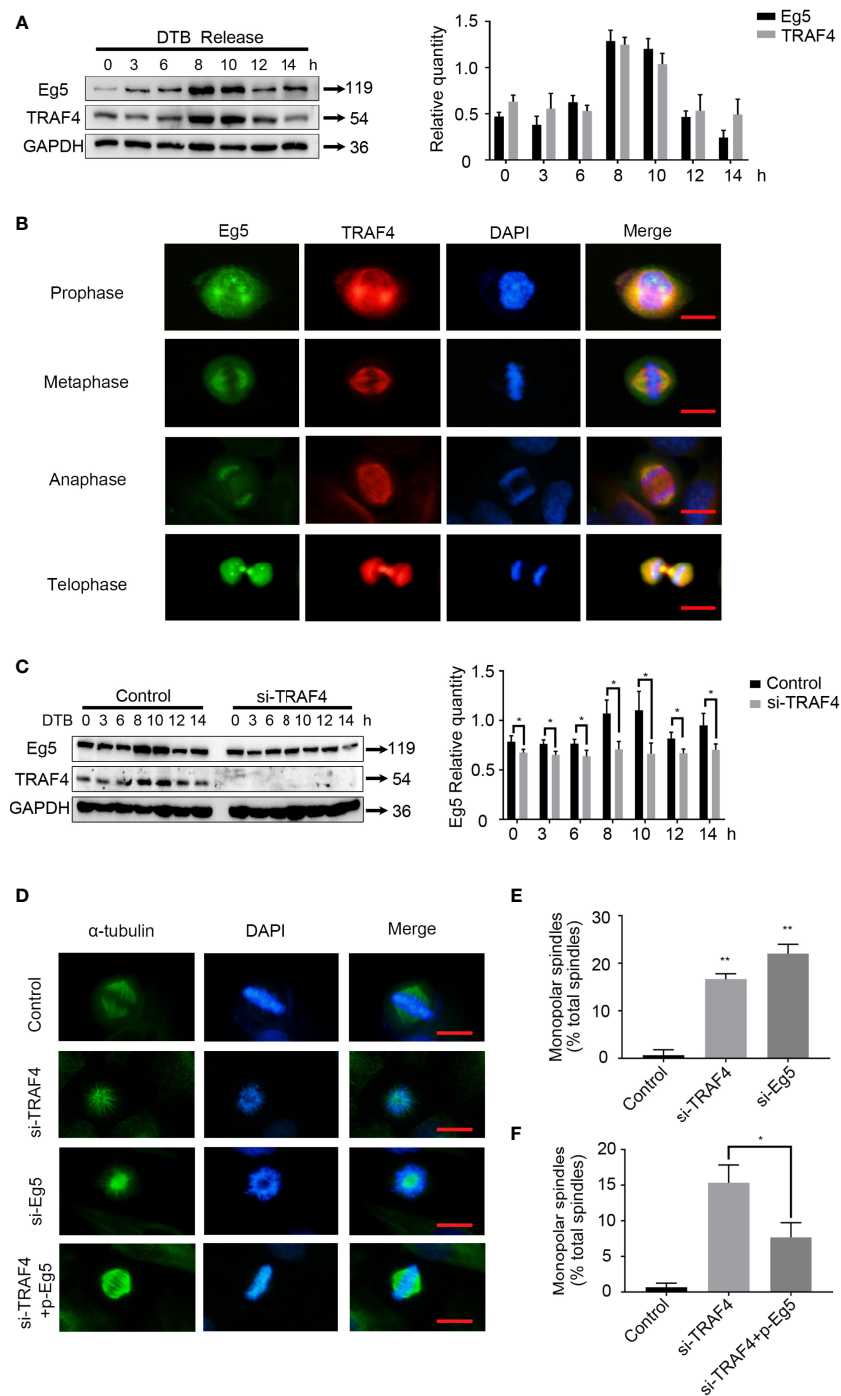 A
DTB Release
0 3 6 8 10 12 14 h
Eg5 119
TRAF4 54
GAPDH 36
Relative quantity
1.5
1.0
0.5
0
0 3 6 8 10 12 14 h
Eg5
TRAF4
B
Eg5 TRAF4 DAPI Merge
Prophase
Metaphase
Anaphase
Telophase
C
Control si-TRAF4
DTB 0 3 6 8 10 12 14 0 3 6 8 10 12 14 h
Eg5 119
TRAF4 54
GAPDH 36
Eg5 Relative quantity
1.5
1.0
0.5
0
* * * * * * *
0 3 6 8 10 12 14 h
Control
si-TRAF4
D
α-tubulin DAPI Merge
Control
si-TRAF4
si-Eg5
si-TRAF4
+p-Eg5
E
Monopolar spindles
(% total spindles)
30
20
10
0
** **
Control si-TRAF4 si-Eg5
F
Monopolar spindles
(% total spindles)
20
15
10
5
0
*
Control si-TRAF4 si-TRAF4+p-Eg5